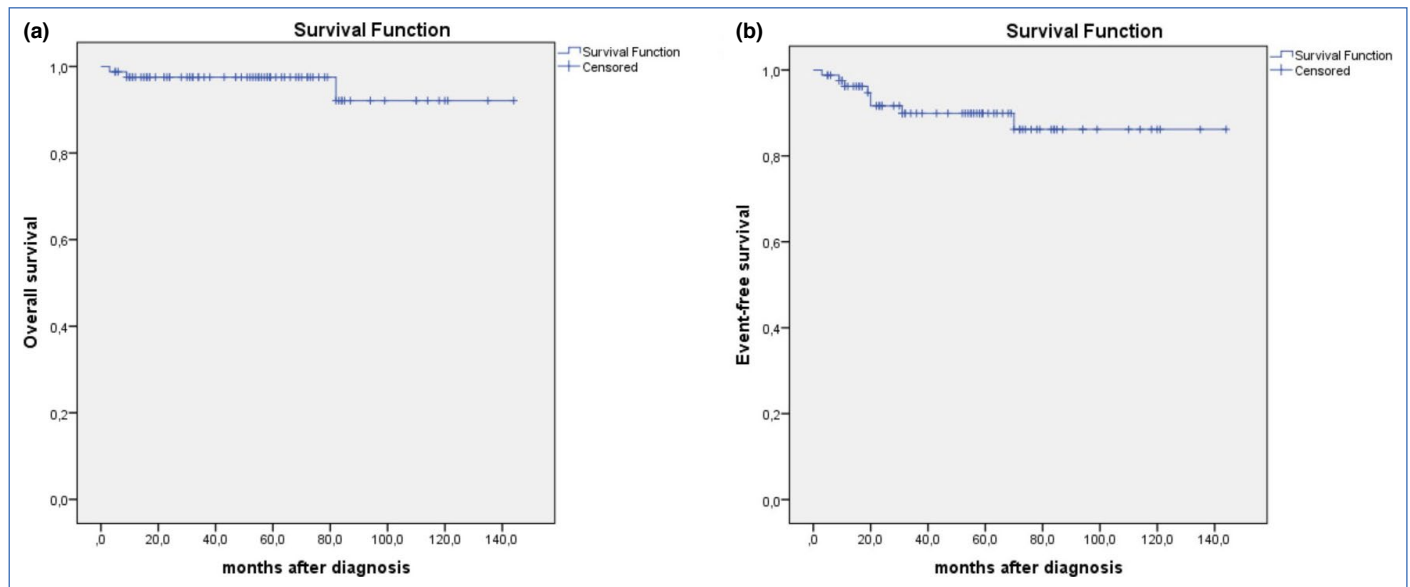 (a)
Survival Function
Survival Function
Censored
1,0
0,8
0,6
0,4
0,2
0,0
Overall survival
,0 20,0 40,0 60,0 80,0 100,0 120,0 140,0
months after diagnosis
(b)
Survival Function
Survival Function
Censored
1,0
0,8
0,6
0,4
0,2
0,0
Event-free survival
,0 20,0 40,0 60,0 80,0 100,0 120,0 140,0
months after diagnosis